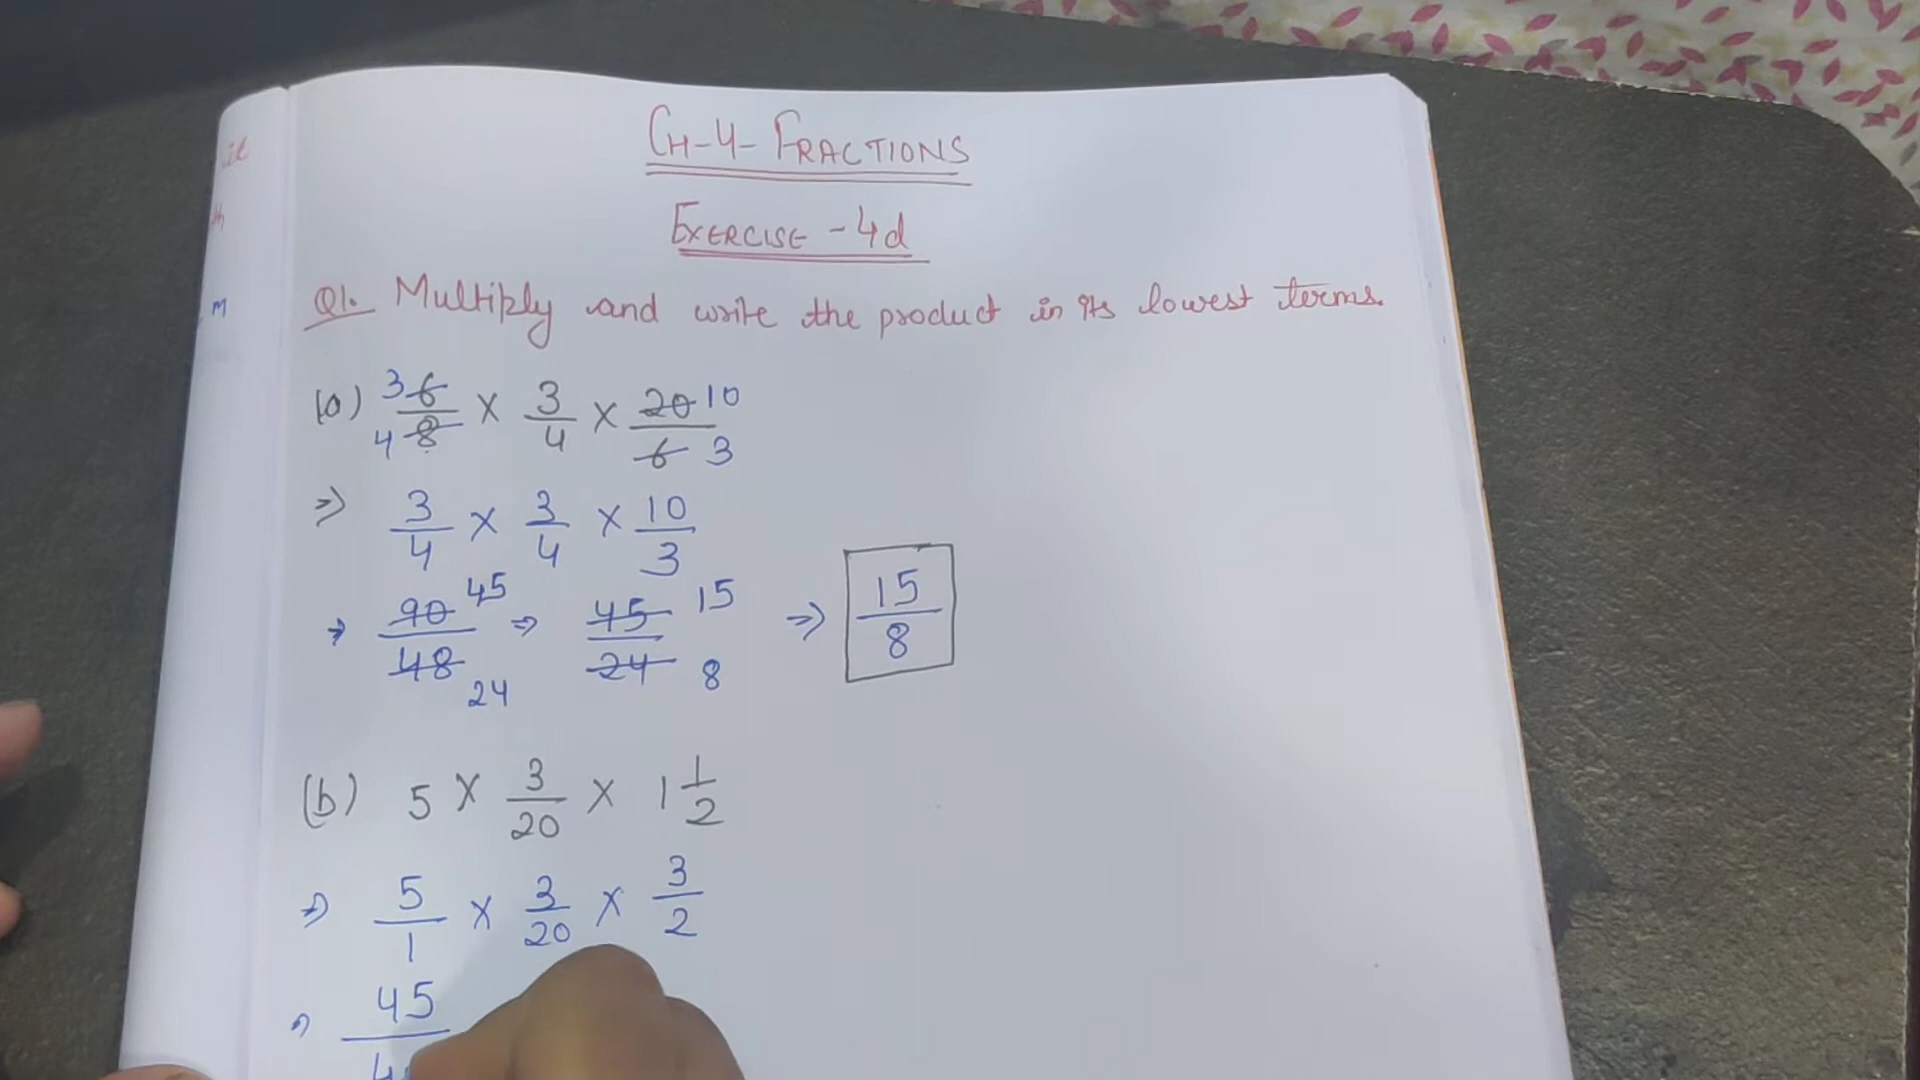 CH-4- FRACTIONS
EXERCISE - 4d
Q1. Multiply and write the product in its lowest terms.
(a) 3 6/4 8 × 3/4 × 20 10/6 3
⇒ 3/4 × 3/4 × 10/3
⇒ 90 45/48 24 ⇒ 45 15/24 8 ⇒ 15/8
(b) 5 × 3/20 × 1 1/2
⇒ 5/1 × 3/20 × 3/2
⇒ 45/4
M